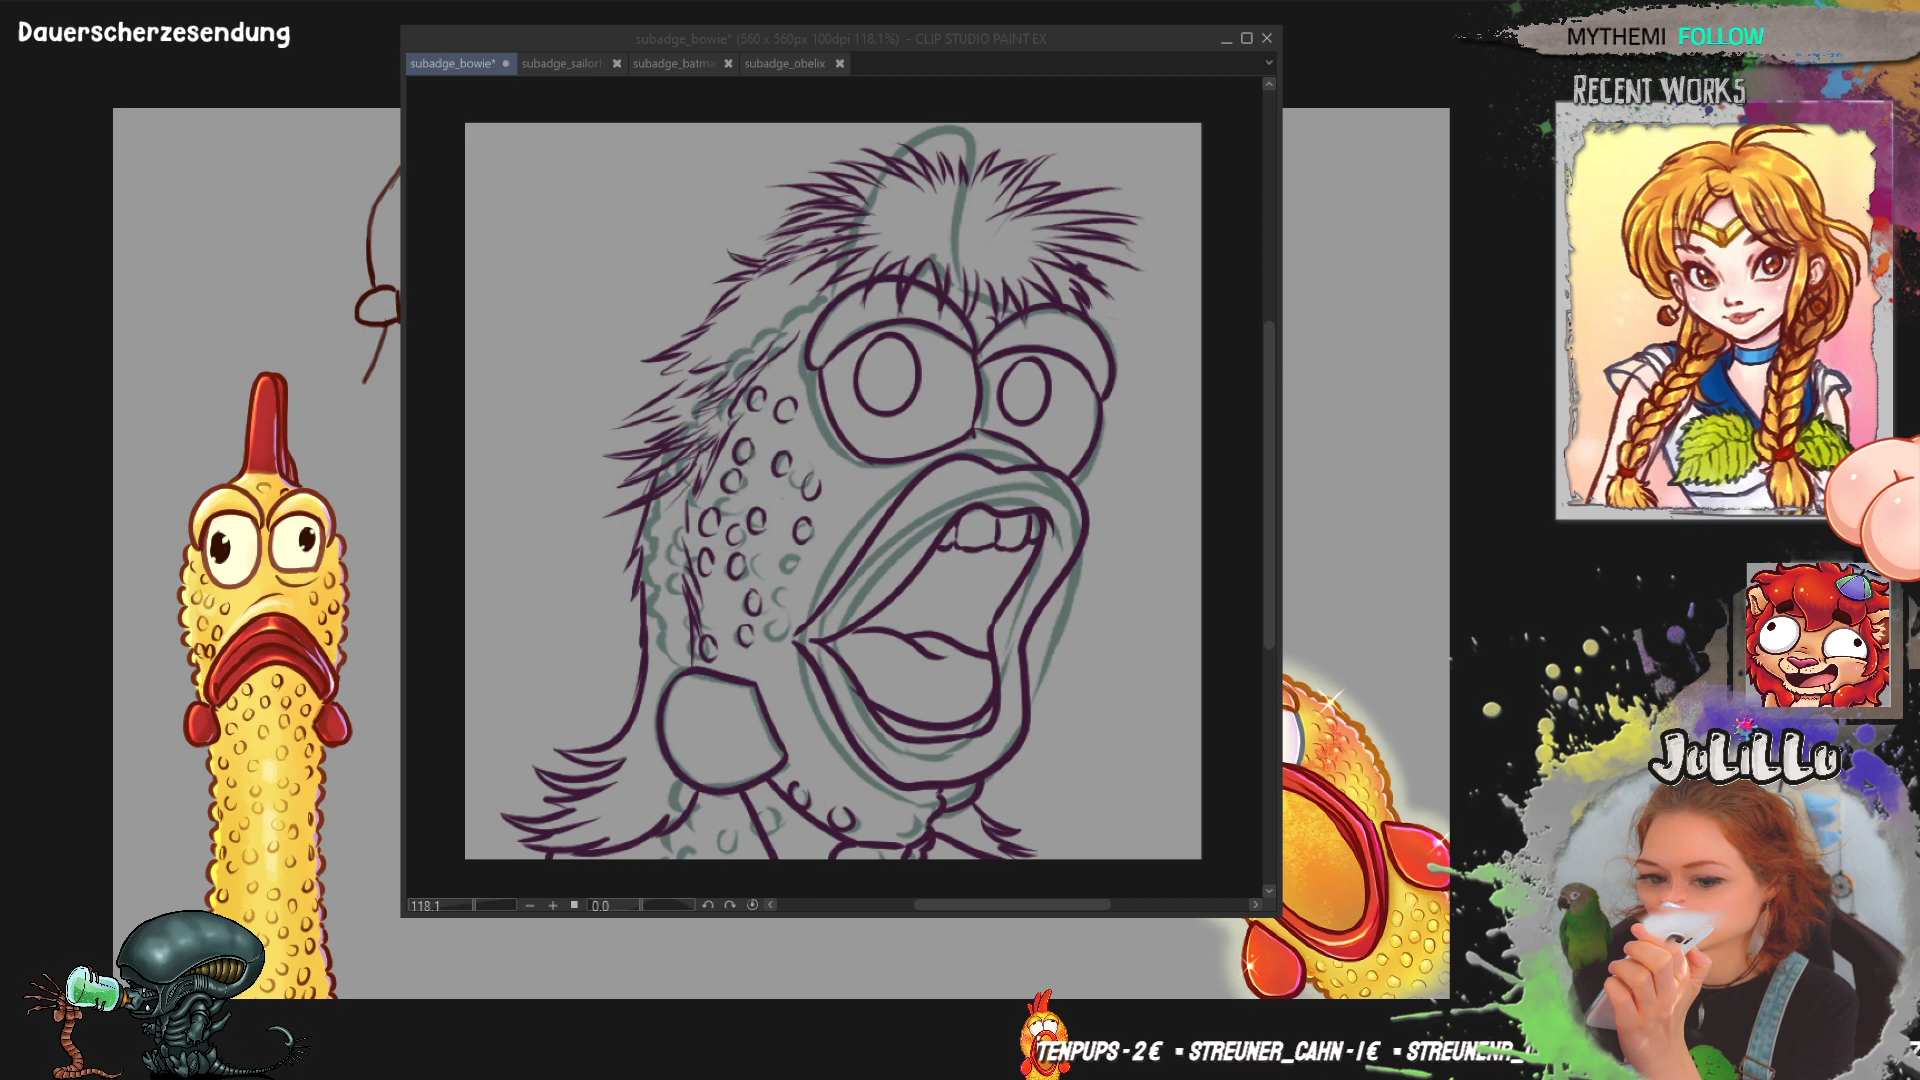 Dauerscherzesendung
subadge_bowie* (560 x 560px 100dpi 118.1%) - CLIP STUDIO PAINT EX
subadge_bowie* subadge_sailor subadge_batma subadge_obelix
MYTHEMI FOLLOW
RECENT WORKS
JoLiLLu
118.1 0.0
TENPUPS - 2 € ▪ STREUNER_CAHN - 1 € ▪